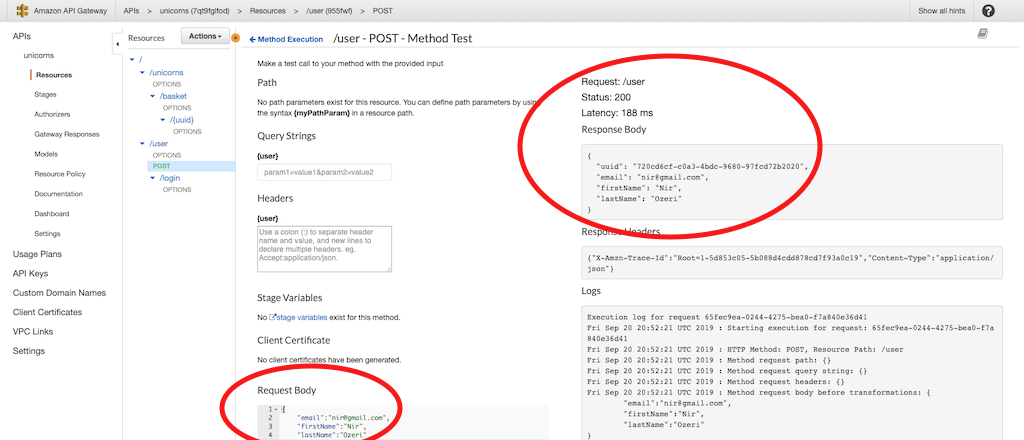 Amazon API Gateway
APIs > unicorns (7qt9fglfod) > Resources > /user (955fwf) > POST
Show all hints
?
APIs
unicorns
Resources
Stages
Authorizers
Gateway Responses
Models
Resource Policy
Documentation
Dashboard
Settings
Usage Plans
API Keys
Custom Domain Names
Client Certificates
VPC Links
Settings
Resources
Actions
/
/unicorns
OPTIONS
/basket
OPTIONS
/{uuid}
OPTIONS
/user
OPTIONS
POST
/login
OPTIONS
Method Execution /user - POST - Method Test
Make a test call to your method with the provided input
Path
No path parameters exist for this resource. You can define path parameters by using
the syntax {myPathParam} in a resource path.
Query Strings
{user}
param1=value1&param2=value2
Headers
{user}
Use a colon (:) to separate header
name and value, and new lines to
declare multiple headers. eg.
Accept:application/json.
Stage Variables
No stage variables exist for this method.
Client Certificate
No client certificates have been generated.
Request Body
1 {
2 "email":"nir@gmail.com",
3 "firstName":"Nir",
4 "lastName":"Ozeri"
Request: /user
Status: 200
Latency: 188 ms
Response Body
{
"uuid": "720cd6cf-c0a3-4bdc-9680-97fcd72b2020",
"email": "nir@gmail.com",
"firstName": "Nir",
"lastName": "Ozeri"
}
Response Headers
{"X-Amzn-Trace-Id":"Root=1-5d853c05-5b088d4cdd878cd7f93a0c19","Content-Type":"application/
json"}
Logs
Execution log for request 65fec9ea-0244-4275-bea0-f7a840e36d41
Fri Sep 20 20:52:21 UTC 2019 : Starting execution for request: 65fec9ea-0244-4275-bea0-f7a
840e36d41
Fri Sep 20 20:52:21 UTC 2019 : HTTP Method: POST, Resource Path: /user
Fri Sep 20 20:52:21 UTC 2019 : Method request path: {}
Fri Sep 20 20:52:21 UTC 2019 : Method request query string: {}
Fri Sep 20 20:52:21 UTC 2019 : Method request headers: {}
Fri Sep 20 20:52:21 UTC 2019 : Method request body before transformations: {
"email":"nir@gmail.com",
"firstName":"Nir",
"lastName":"Ozeri"
}